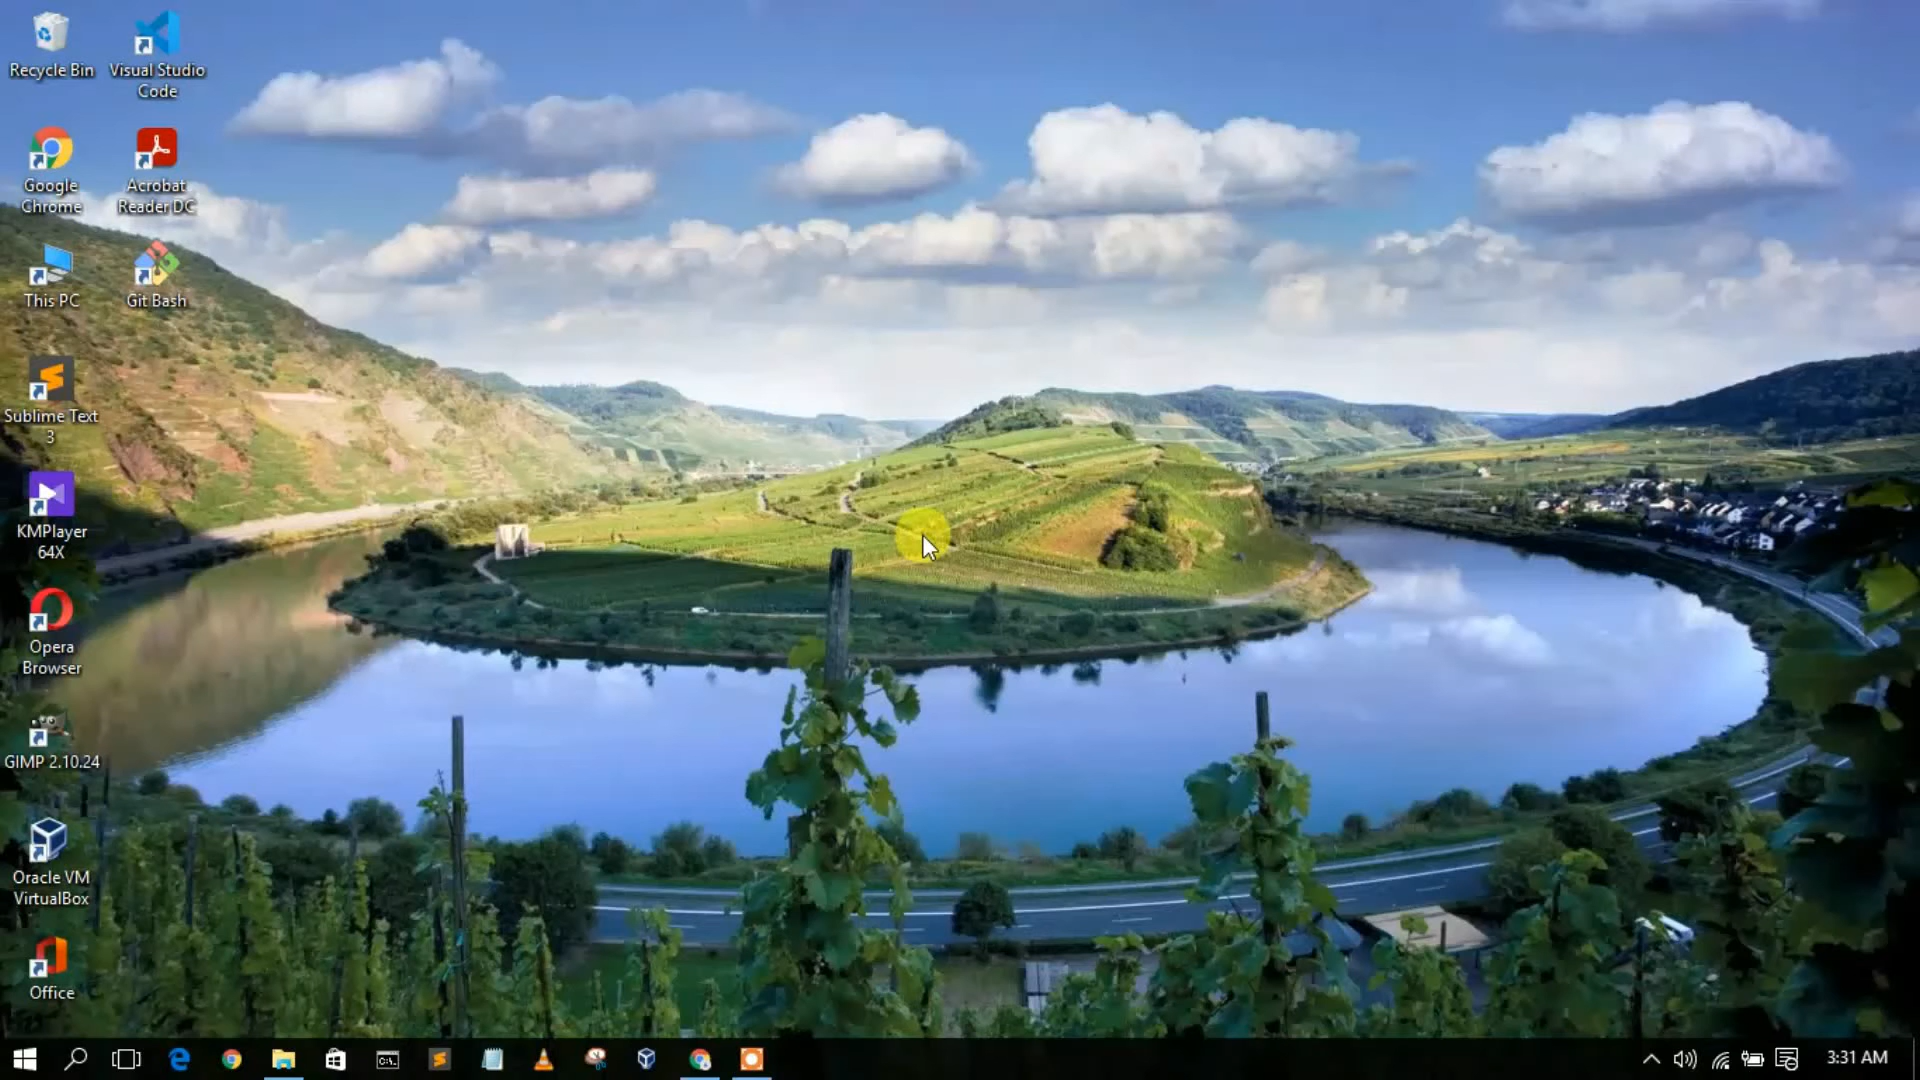 Recycle Bin
Visual Studio
Code
Google
Chrome
Acrobat
Reader DC
This PC
Git Bash
Sublime Text
3
KMPlayer
64X
Opera
Browser
GIMP 2.10.24
Oracle VM
VirtualBox
Office
3:31 AM